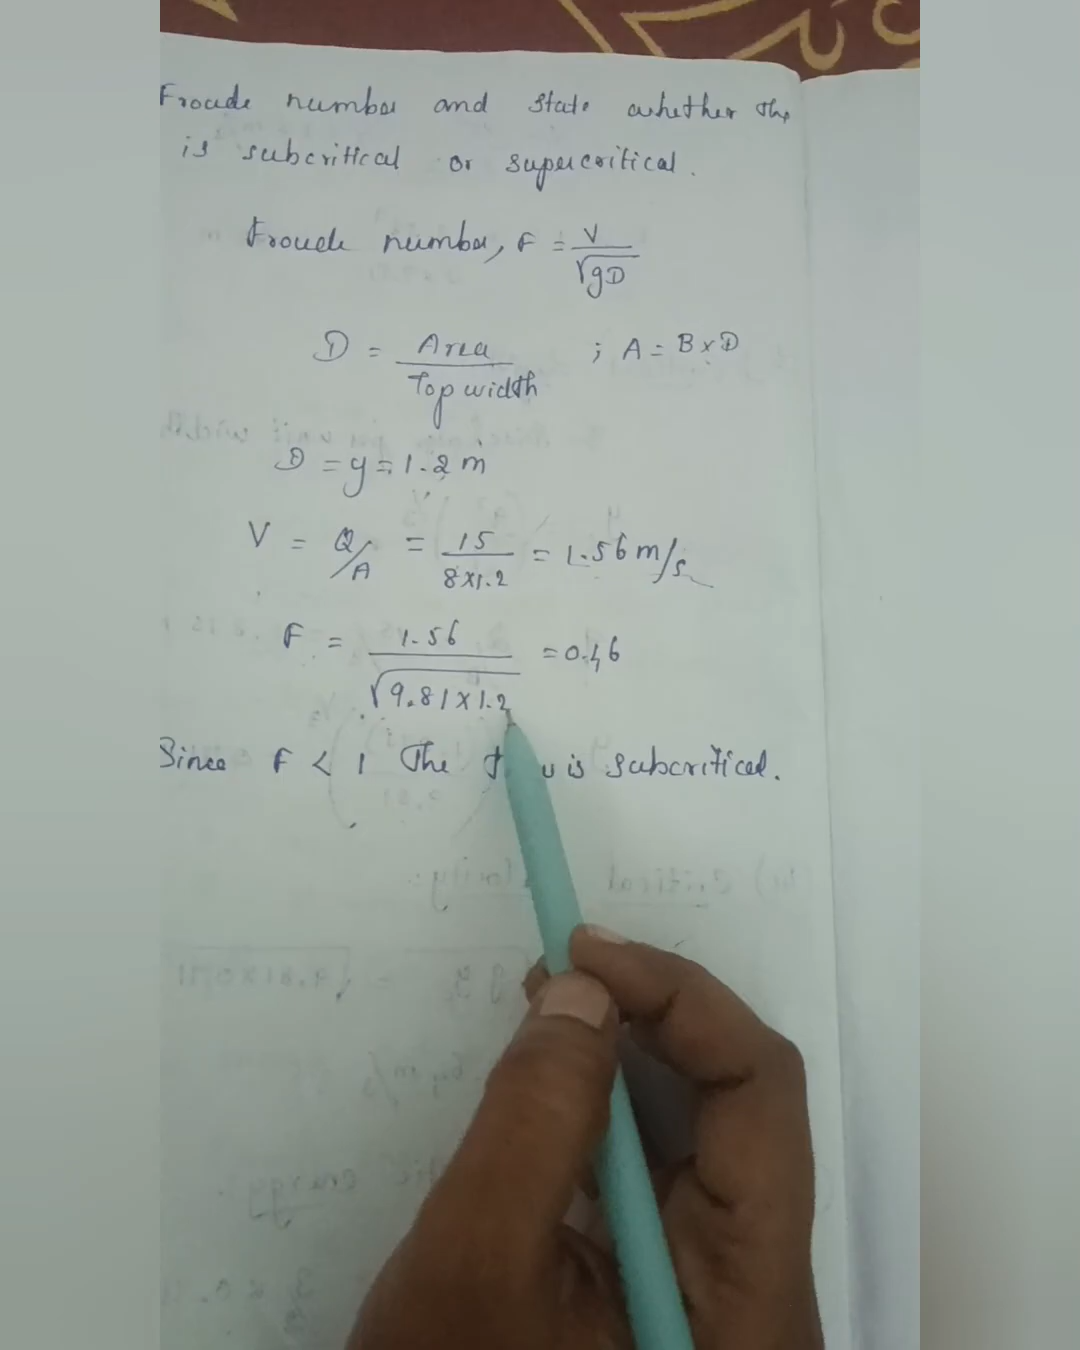 Froude number and state whether the
is subcritical or supercritical.
Froude number, F = V/√gD
D = Area/Top width ; A = B×D
D = y = 1.2 m
V = Q/A = 15/8×1.2 = 1.56 m/s
F = 1.56/√9.81×1.2 = 0.46
Since F < 1 The is subcritical.